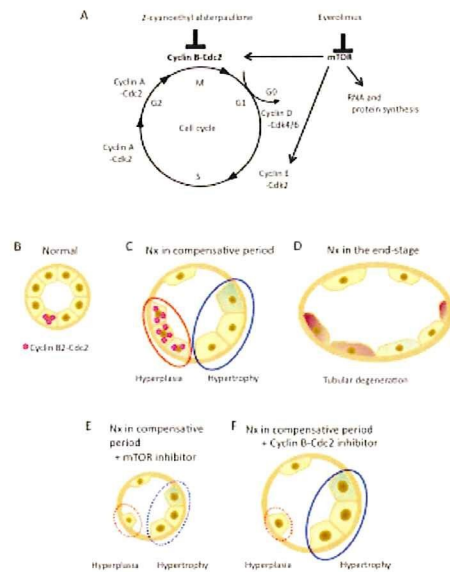 A
2-cyanoethyl alsterpaullone
Everolimus
Cyclin B-Cdc2
mTOR
Cyclin A
-Cdc2
M
G0
G2
G1
Cyclin D
-Cdk4/6
RNA and
protein synthesis
Cell cycle
Cyclin A
-Cdk2
S
Cyclin E
-Cdk2
B
Normal
C
Nx in compensative period
D
Nx in the end-stage
Cyclin B2-Cdc2
Hyperplasia
Hypertrophy
Tubular degeneration
E
Nx in compensative
period
+ mTOR inhibitor
F
Nx in compensative period
+ Cyclin B-Cdc2 inhibitor
Hyperplasia
Hypertrophy
Hyperplasia
Hypertrophy